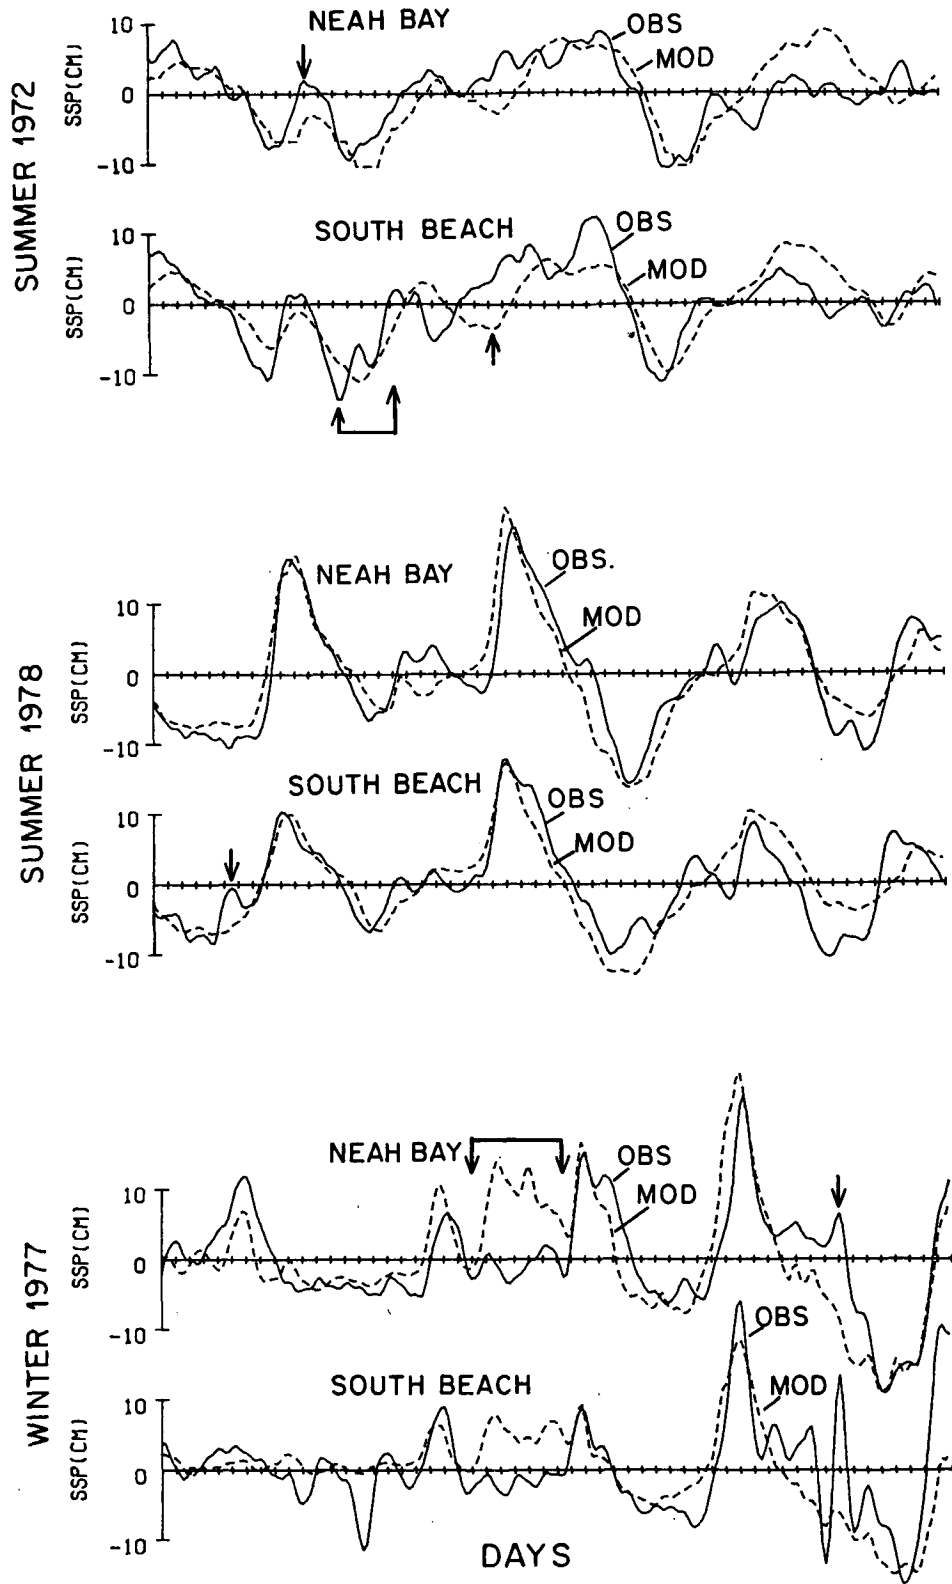 SUMMER 1972
NEAH BAY
SSP(CM)
10
0
-10
OBS
MOD
SOUTH BEACH
SSP(CM)
10
0
-10
OBS
MOD
SUMMER 1978
NEAH BAY
SSP(CM)
10
0
-10
OBS.
MOD
SOUTH BEACH
SSP(CM)
10
0
-10
OBS
MOD
WINTER 1977
NEAH BAY
SSP(CM)
10
0
-10
OBS
MOD
SOUTH BEACH
SSP(CM)
10
0
-10
OBS
MOD
DAYS